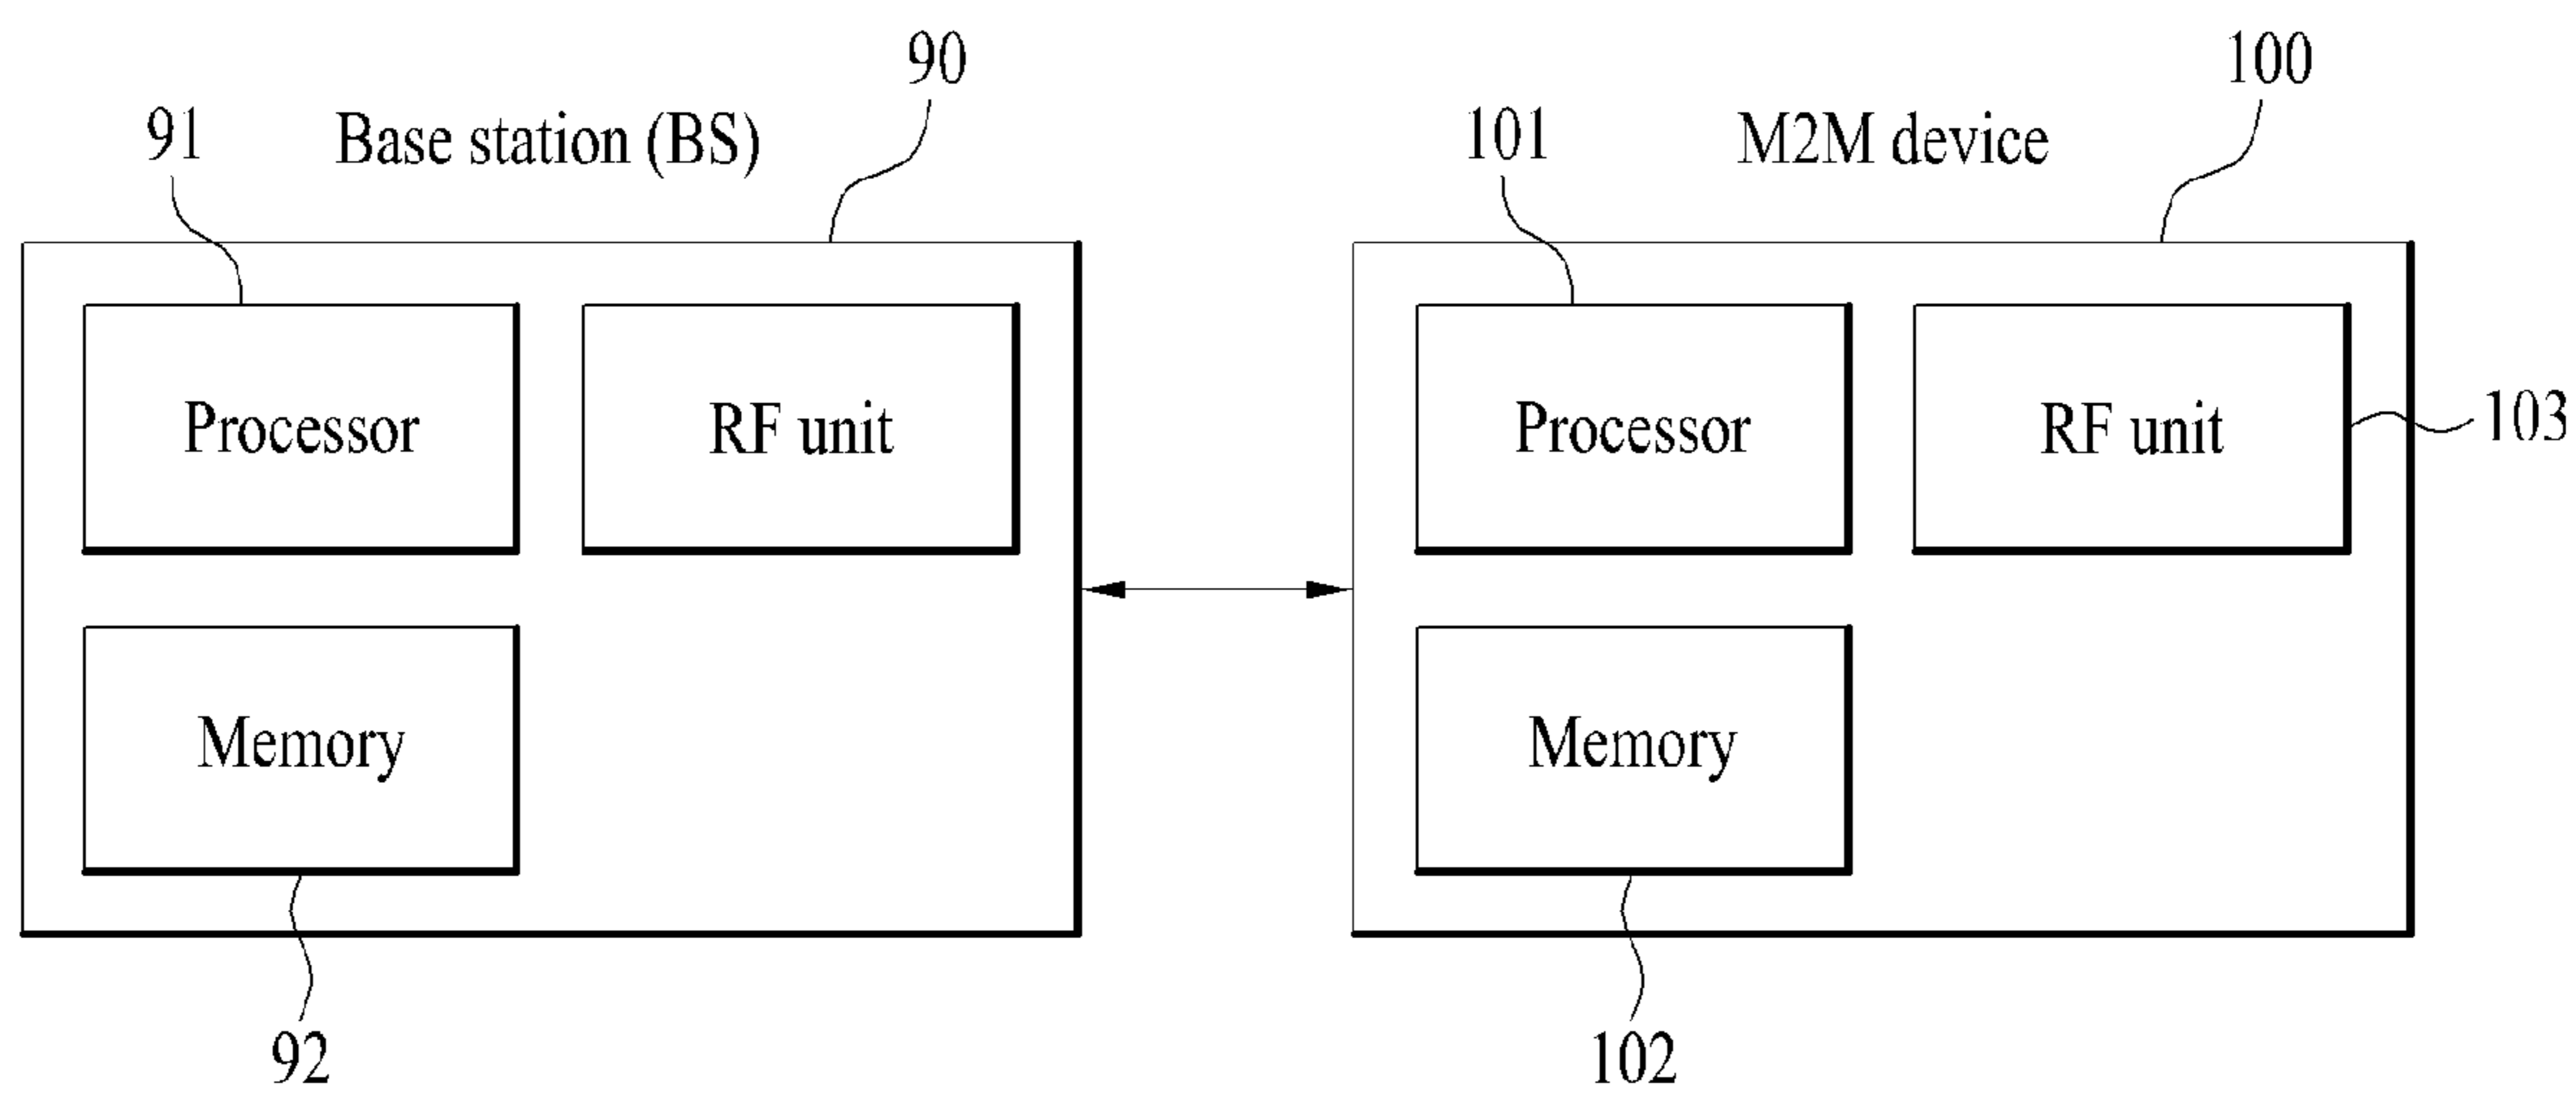 90
100
91
Base station (BS)
101
M2M device
Processor
RF unit
Processor
RF unit
103
Memory
Memory
92
102